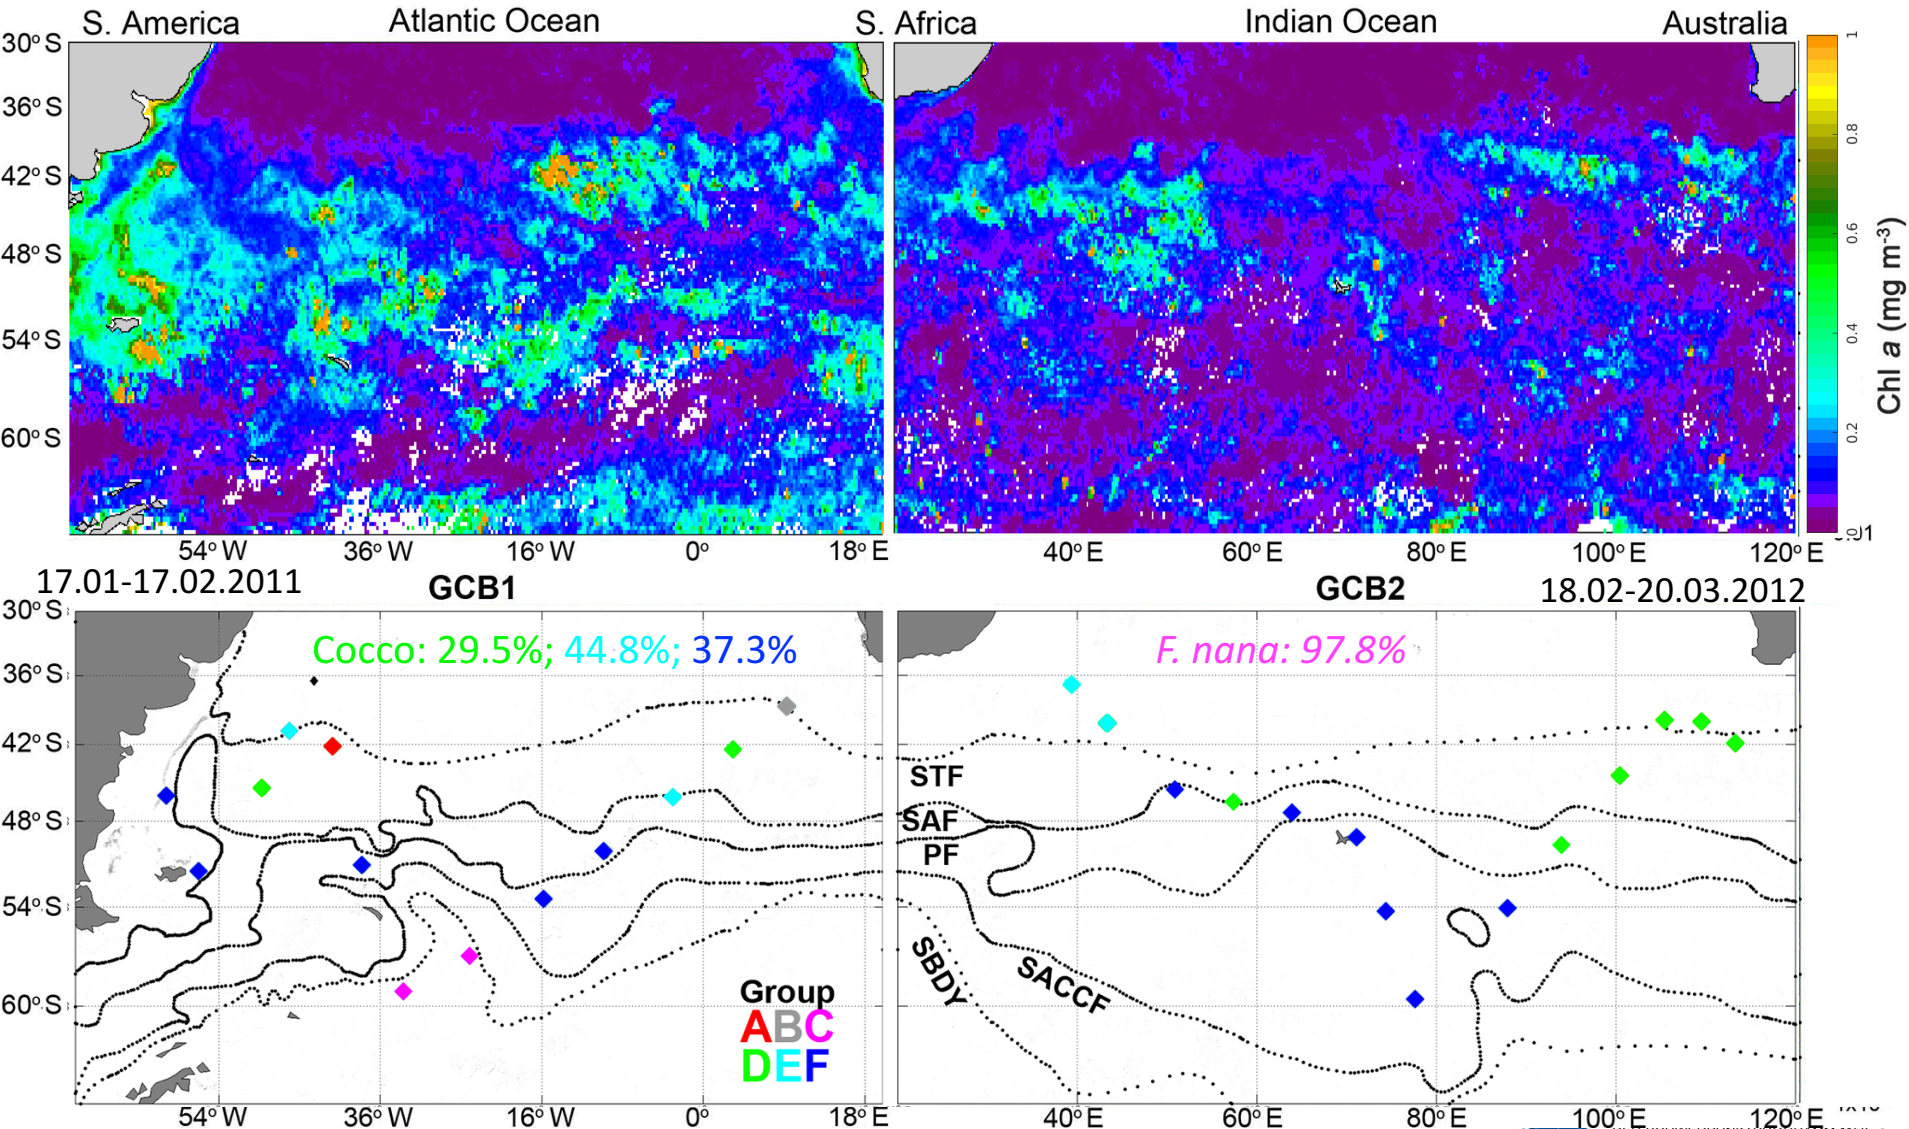 S. America Atlantic Ocean S. Africa Indian Ocean Australia
30°S
36°S
42°S
48°S
54°S
60°S
1
0.8
0.6
0.4
0.2
Chl a (mg m⁻³)
54°W 36°W 16°W 0° 18°E 40°E 60°E 80°E 100°E 120°E
17.01-17.02.2011 GCB1 GCB2 18.02-20.03.2012
30°S
36°S
42°S
48°S
54°S
60°S
Cocco: 29.5%; 44.8%; 37.3%
F. nana: 97.8%
STF
SAF
PF
SBDY
SACCF
Group
ABC
DEF
54°W 36°W 16°W 0° 18°E 40°E 60°E 80°E 100°E 120°E